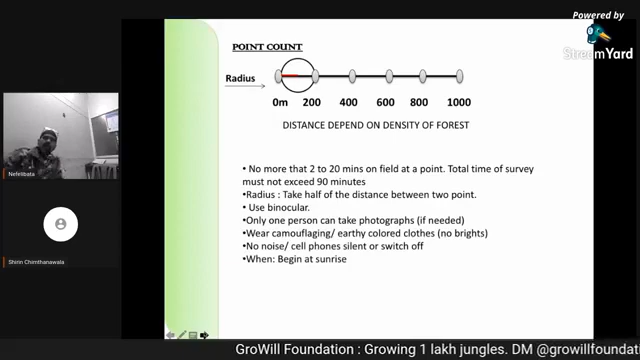 Powered by
StreamYard
POINT COUNT
Radius
0m 200 400 600 800 1000
DISTANCE DEPEND ON DENSITY OF FOREST
• No more that 2 to 20 mins on field at a point. Total time of survey
must not exceed 90 minutes
• Radius : Take half of the distance between two point.
• Use binocular.
• Only one person can take photographs (if needed)
• Wear camouflaging/ earthy colored clothes (no brights)
• No noise/ cell phones silent or switch off
• When: Begin at sunrise
Nefelibata
Shirin Chimthanawala
GroWill Foundation : Growing 1 lakh jungles. DM @growillfoundati